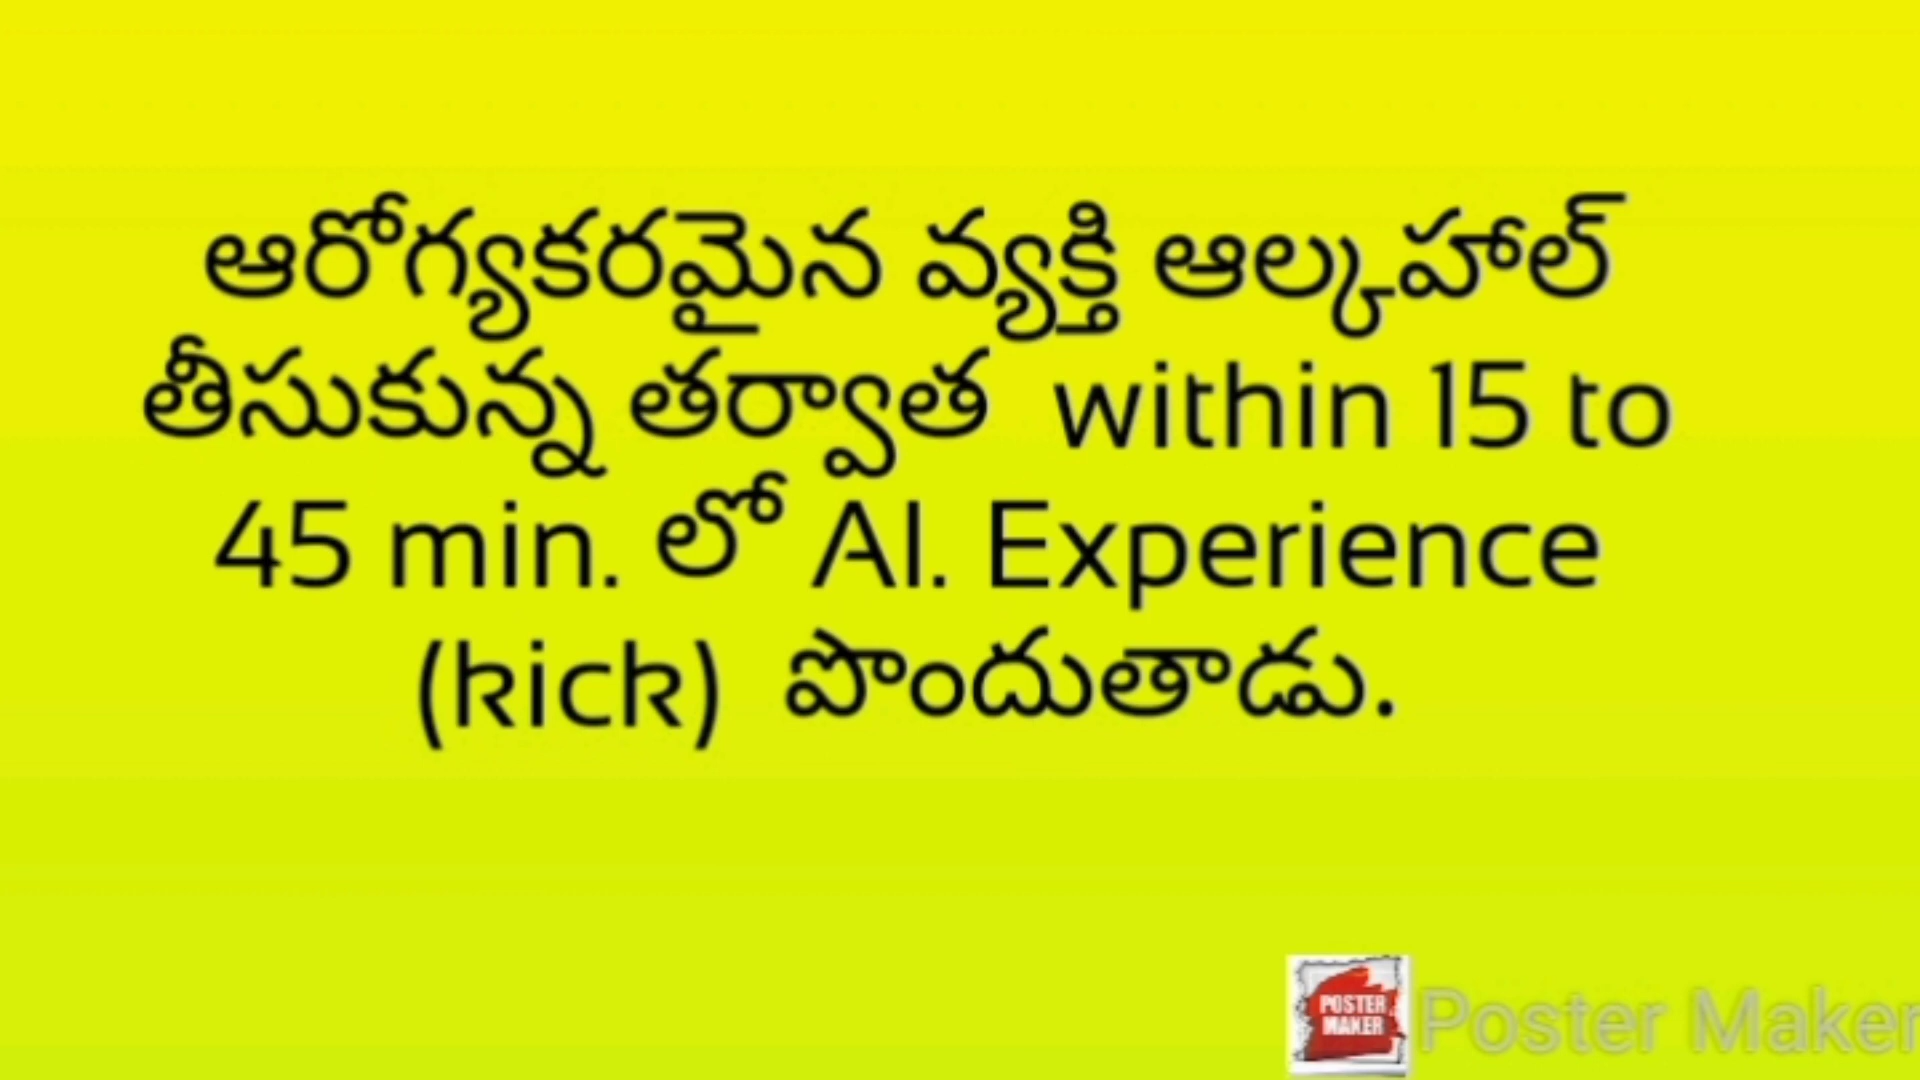 ఆరోగ్యకరమైన వ్యక్తి ఆల్కహాల్
తీసుకున్న తర్వాత within 15 to
45 min. లో Al. Experience
(kick) పొందుతాడు.
POSTER
MAKER
Poster Maker